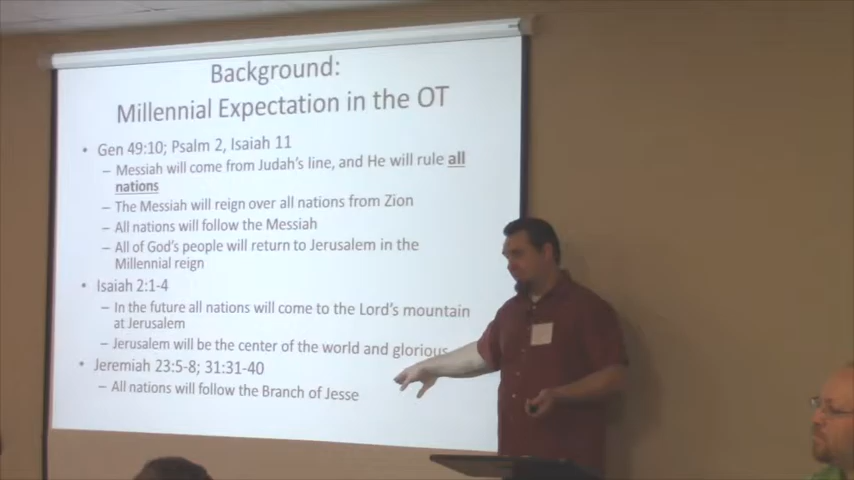 Background:
Millennial Expectation in the OT
• Gen 49:10; Psalm 2, Isaiah 11
– Messiah will come from Judah's line, and He will rule all
nations
– The Messiah will reign over all nations from Zion
– All nations will follow the Messiah
– All of God's people will return to Jerusalem in the
Millennial reign
• Isaiah 2:1-4
– In the future all nations will come to the Lord's mountain
at Jerusalem
– Jerusalem will be the center of the world and glorious
• Jeremiah 23:5-8; 31:31-40
– All nations will follow the Branch of Jesse